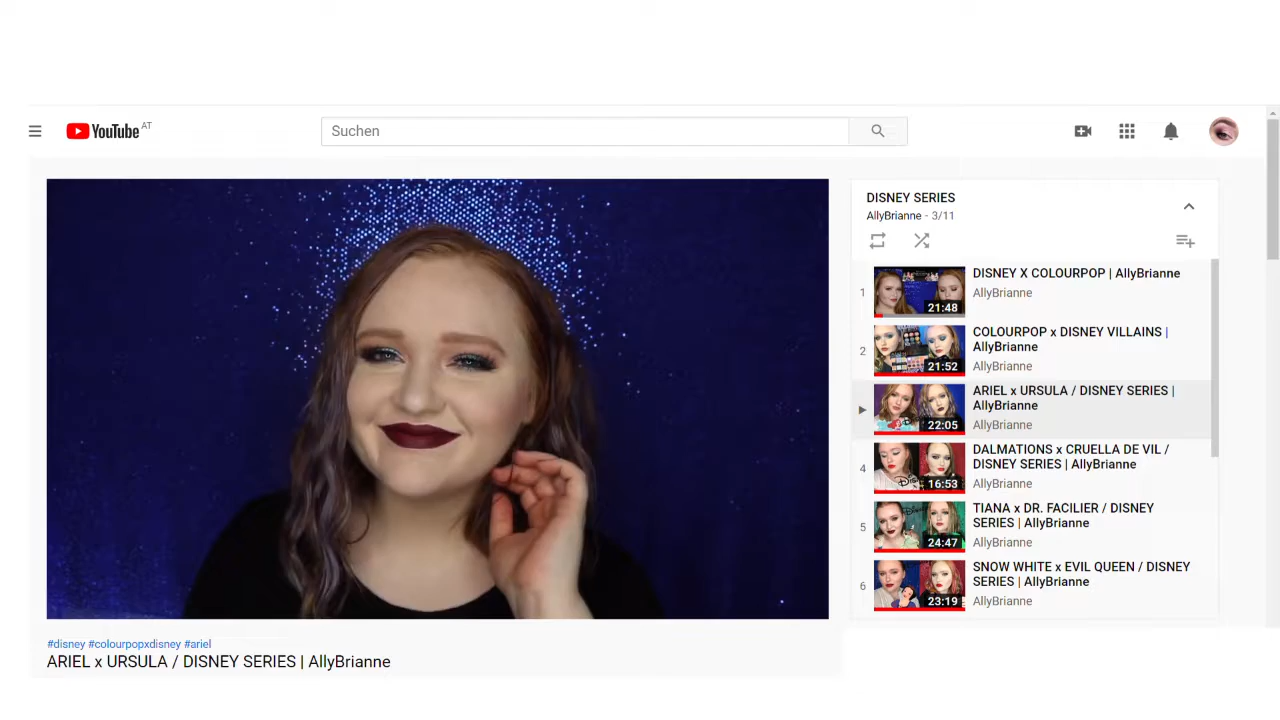 YouTube AT
Suchen
DISNEY SERIES
AllyBrianne - 3/11
1
21:48
DISNEY X COLOURPOP | AllyBrianne
AllyBrianne
2
21:52
COLOURPOP x DISNEY VILLAINS |
AllyBrianne
AllyBrianne
22:05
ARIEL x URSULA / DISNEY SERIES |
AllyBrianne
AllyBrianne
4
16:53
DALMATIONS x CRUELLA DE VIL /
DISNEY SERIES | AllyBrianne
AllyBrianne
5
24:47
TIANA x DR. FACILIER / DISNEY
SERIES | AllyBrianne
AllyBrianne
6
23:19
SNOW WHITE x EVIL QUEEN / DISNEY
SERIES | AllyBrianne
AllyBrianne
#disney #colourpopxdisney #ariel
ARIEL x URSULA / DISNEY SERIES | AllyBrianne